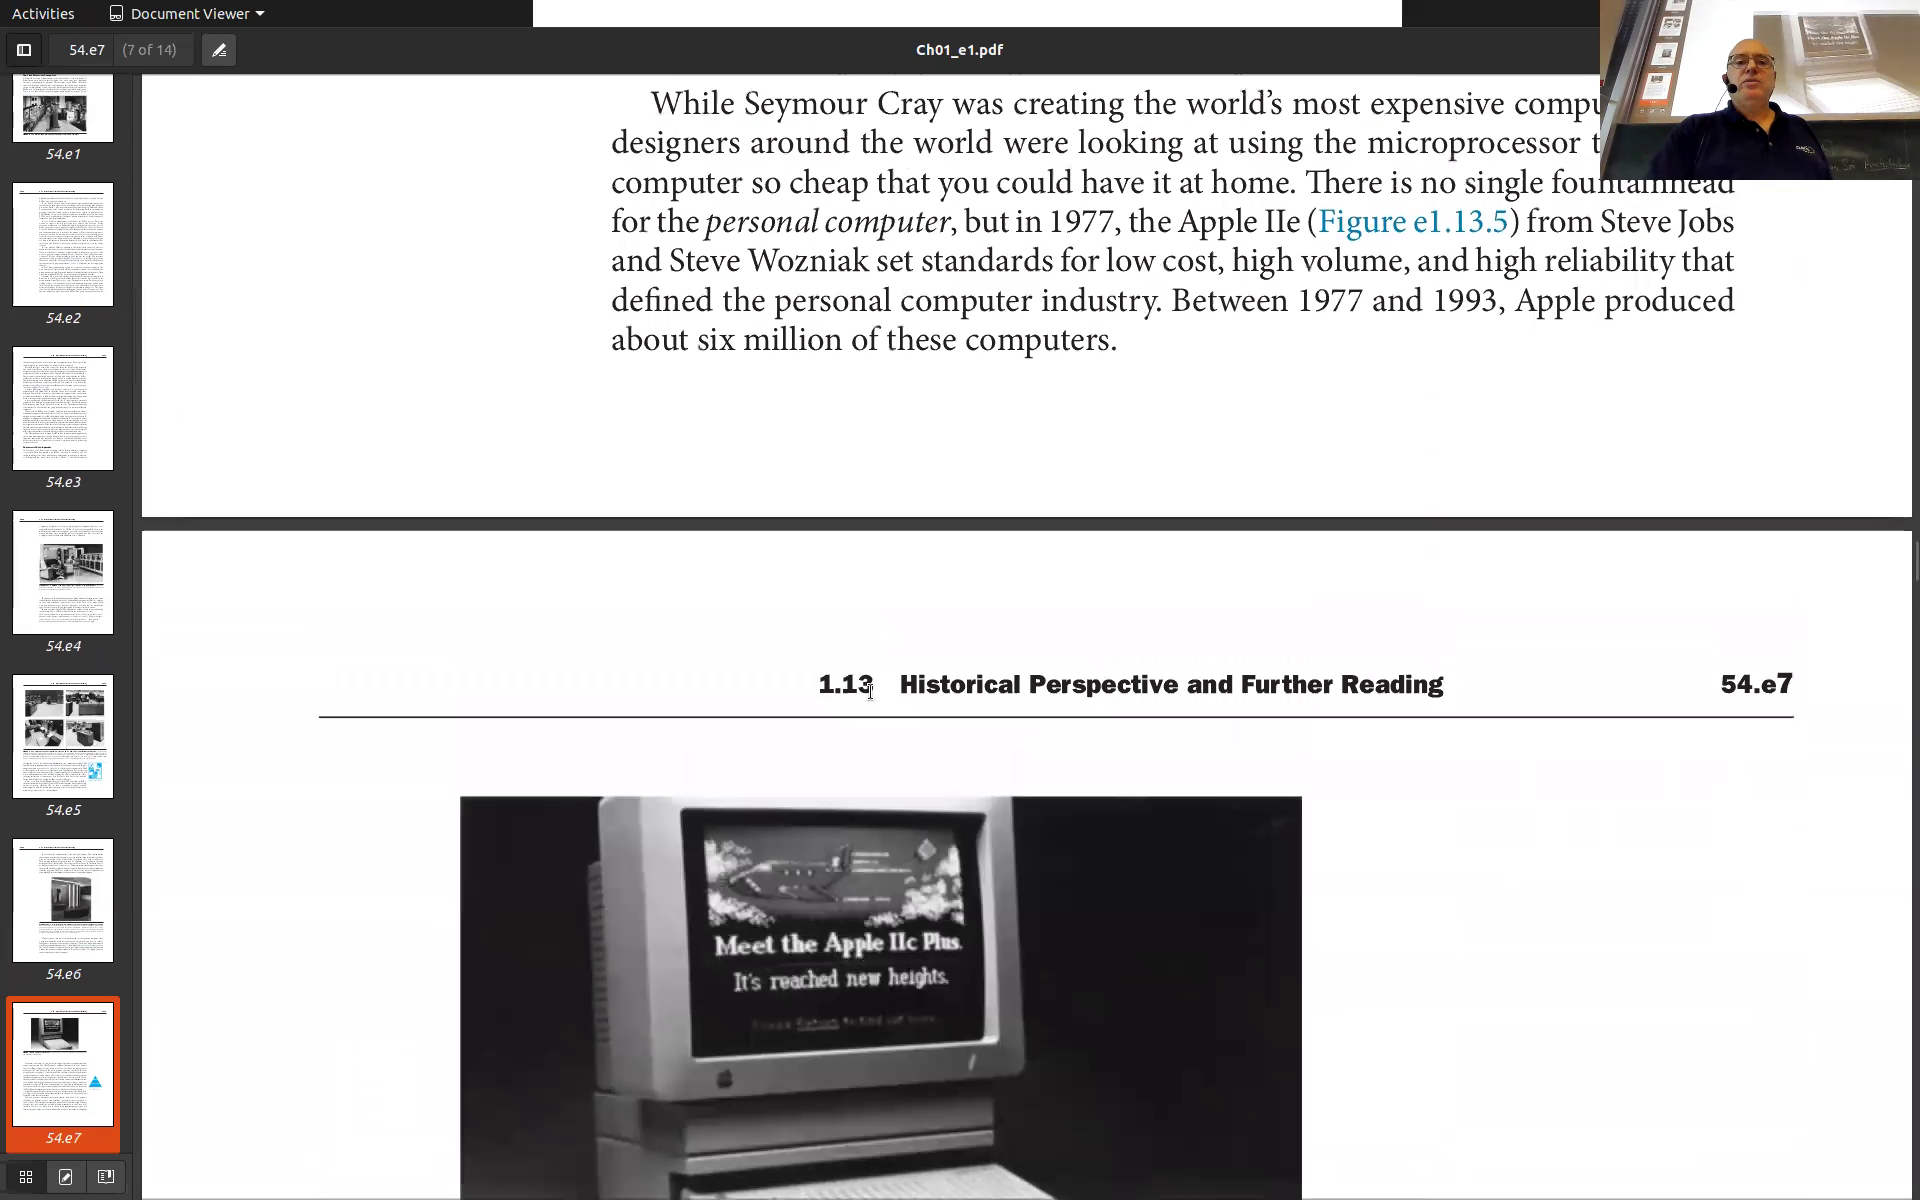 Activities
Document Viewer
54.e7
(7 of 14)
Ch01_e1.pdf
54.e1
54.e2
54.e3
54.e4
54.e5
54.e6
54.e7
While Seymour Cray was creating the world’s most expensive
designers around the world were looking at using the microprocessor
computer so cheap that you could have it at home. There is no single fountainhead
for the personal computer, but in 1977, the Apple IIe (Figure e1.13.5) from Steve Jobs
and Steve Wozniak set standards for low cost, high volume, and high reliability that
defined the personal computer industry. Between 1977 and 1993, Apple produced
about six million of these computers.
1.13 Historical Perspective and Further Reading 54.e7
Meet the Apple IIc Plus.
It's reached new heights.